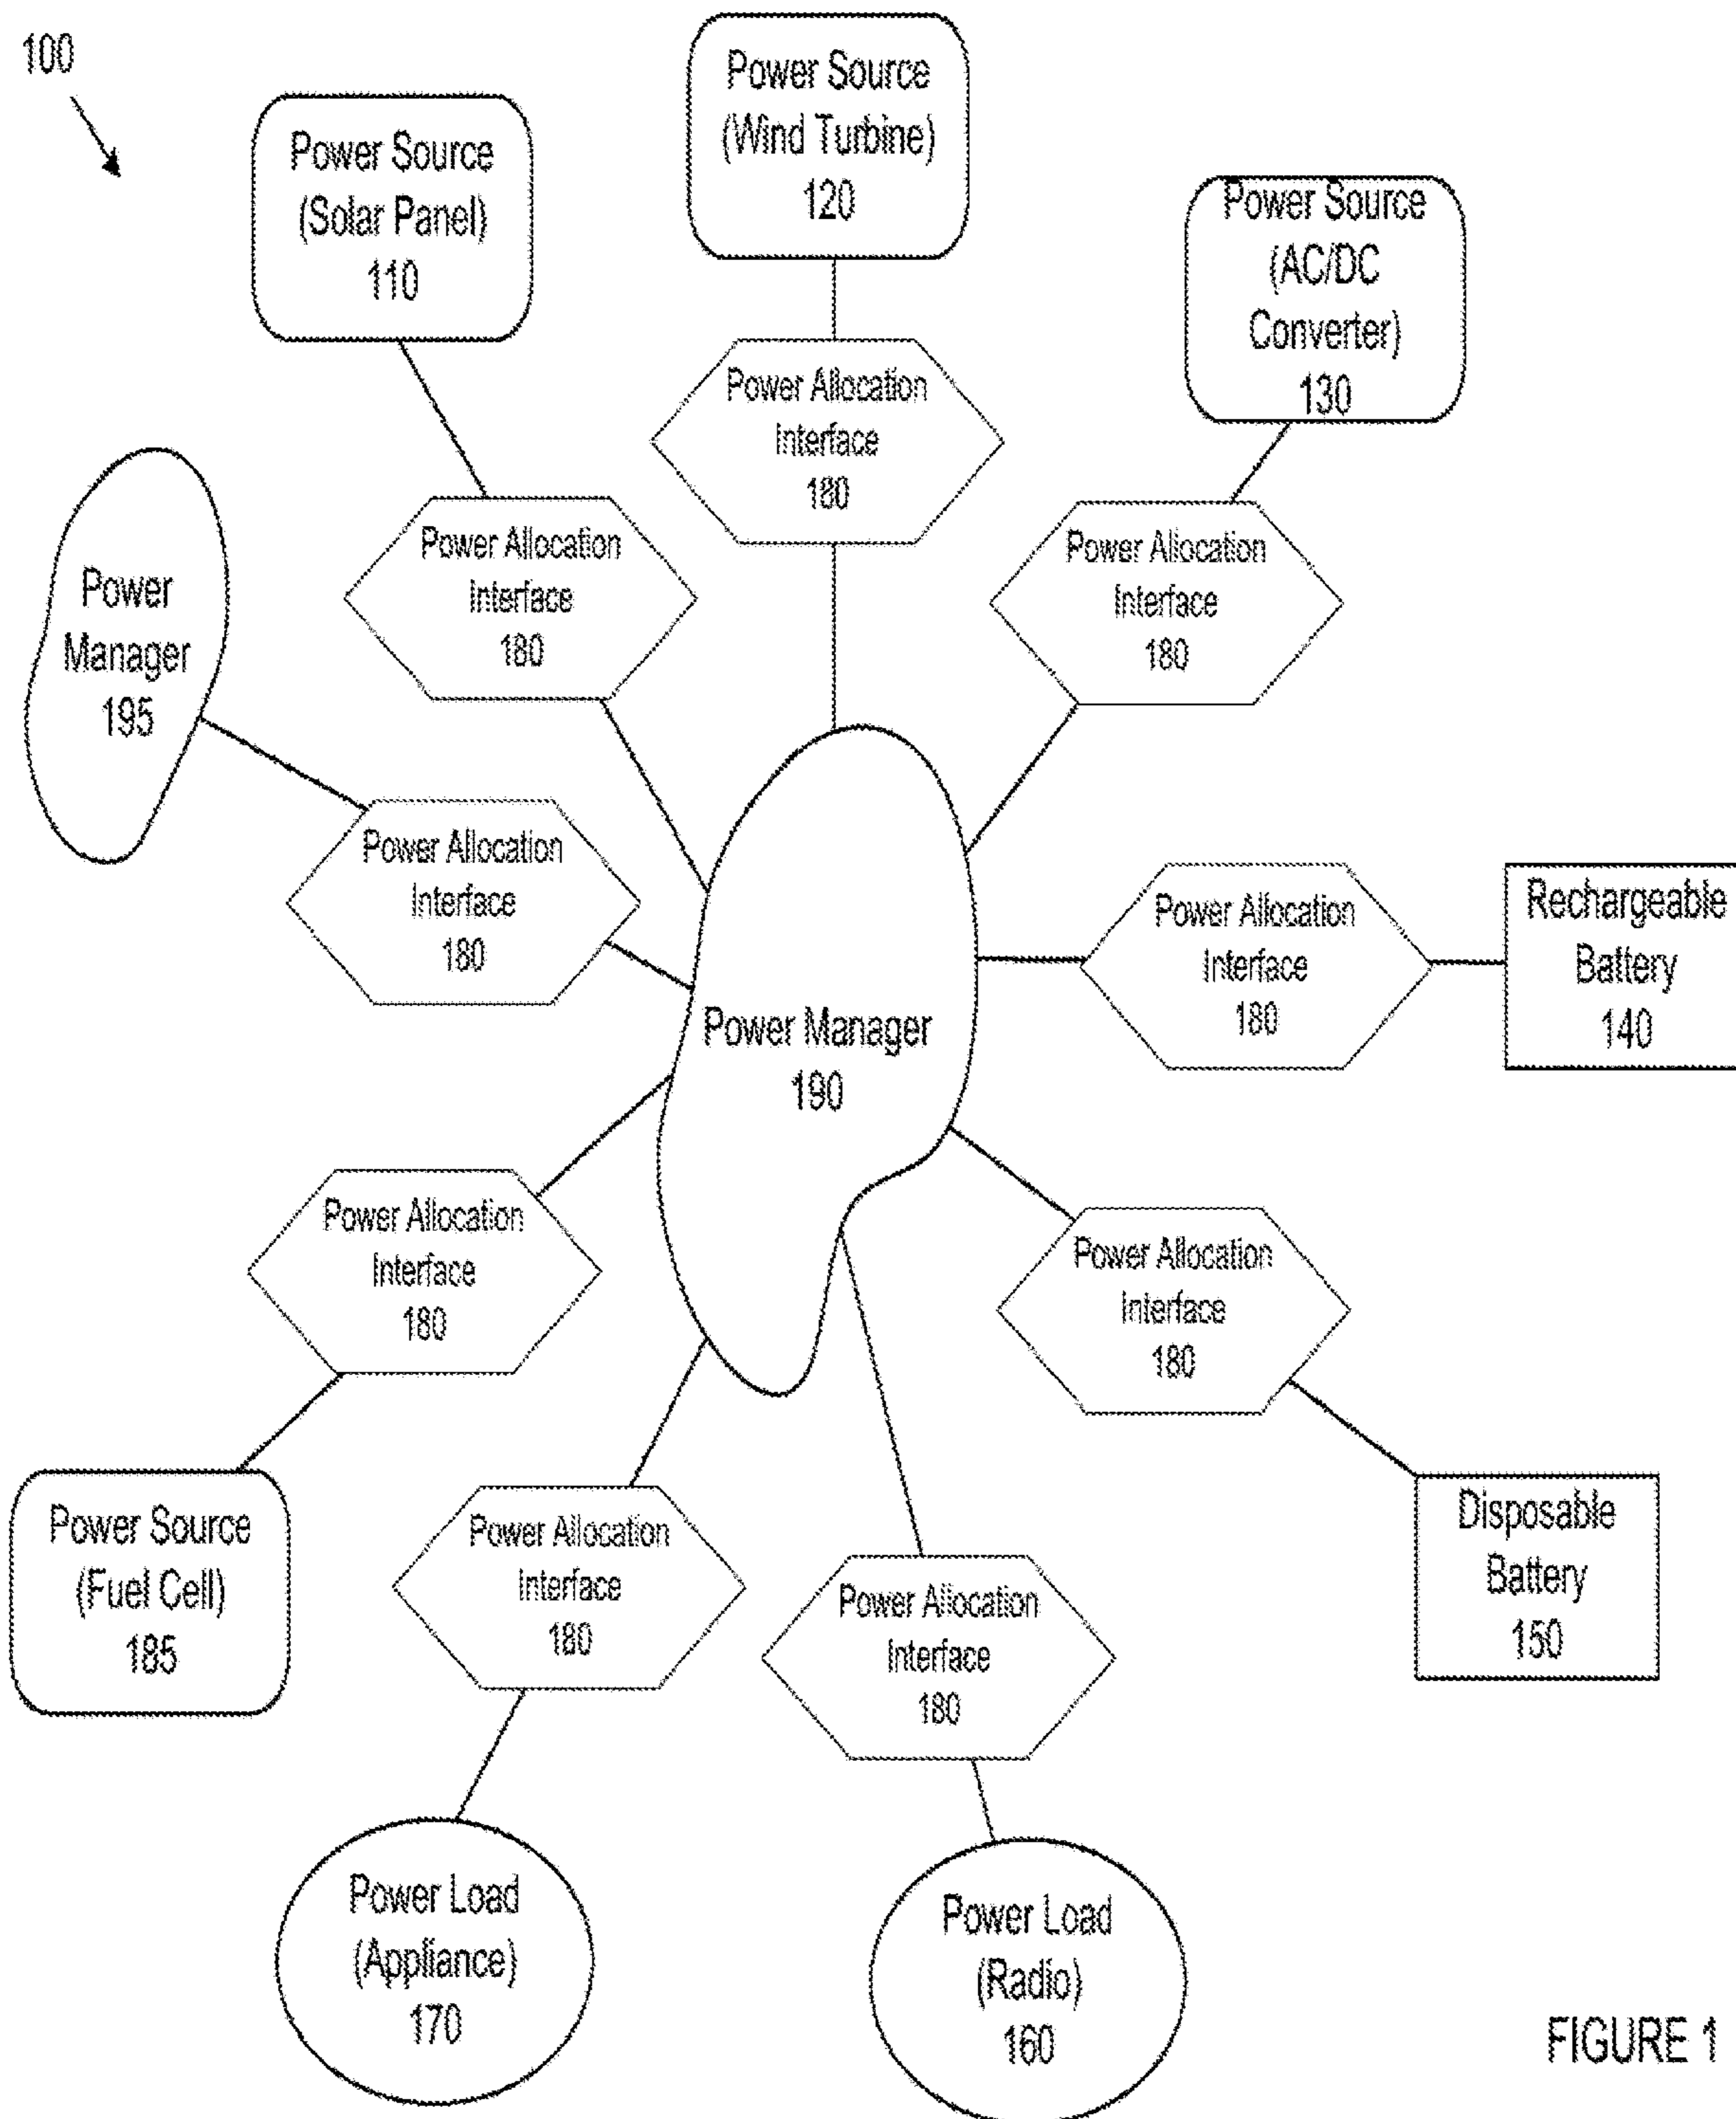 100
Power Source
(Solar Panel)
110
Power Source
(Wind Turbine)
120
Power Source
(AC/DC
Converter)
130
Power Allocation
Interface
180
Power Allocation
Interface
180
Power Allocation
Interface
180
Power
Manager
195
Power Allocation
Interface
180
Power Manager
190
Power Allocation
Interface
180
Rechargeable
Battery
140
Power Allocation
Interface
180
Power Allocation
Interface
180
Disposable
Battery
150
Power Source
(Fuel Cell)
185
Power Allocation
Interface
180
Power Allocation
Interface
180
Power Load
(Appliance)
170
Power Load
(Radio)
160
FIGURE 1